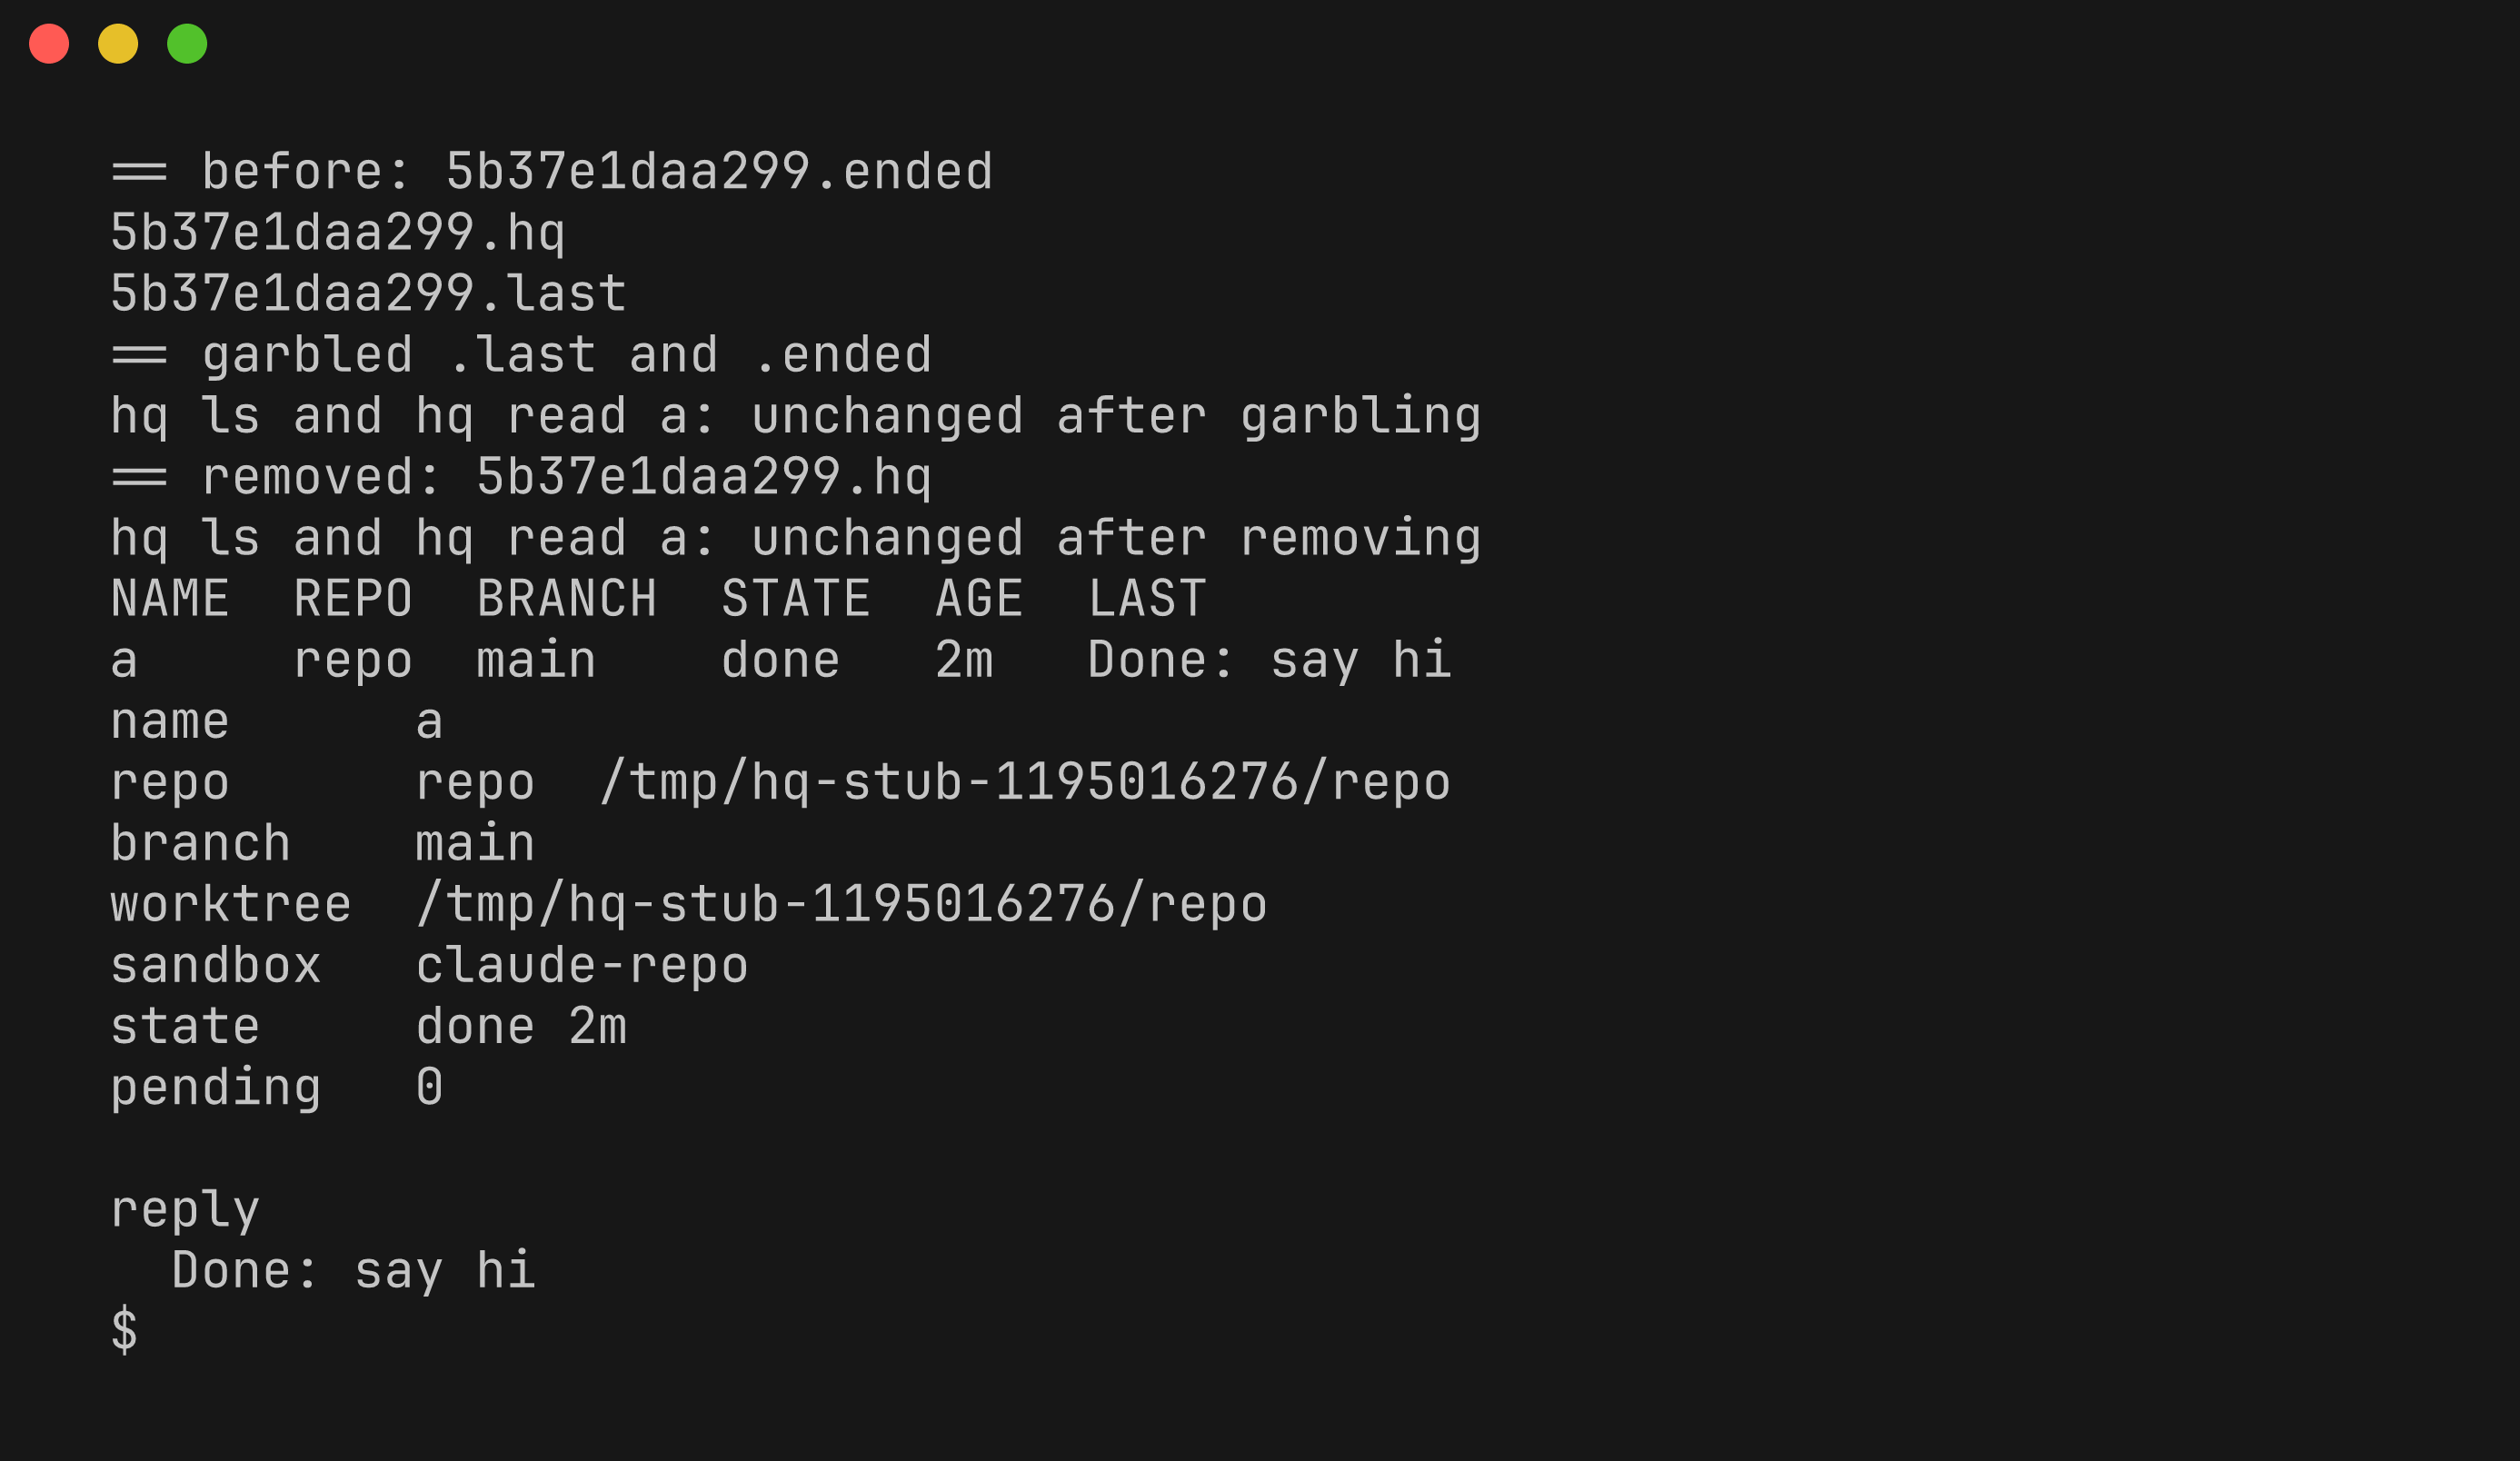 == before: 5b37e1daa299.ended
5b37e1daa299.hq
5b37e1daa299.last
== garbled .last and .ended
hq ls and hq read a: unchanged after garbling
== removed: 5b37e1daa299.hq
hq ls and hq read a: unchanged after removing
NAME  REPO  BRANCH  STATE  AGE  LAST
a     repo  main    done   2m   Done: say hi
name      a
repo      repo  /tmp/hq-stub-1195016276/repo
branch    main
worktree  /tmp/hq-stub-1195016276/repo
sandbox   claude-repo
state     done 2m
pending   0

reply
  Done: say hi
$